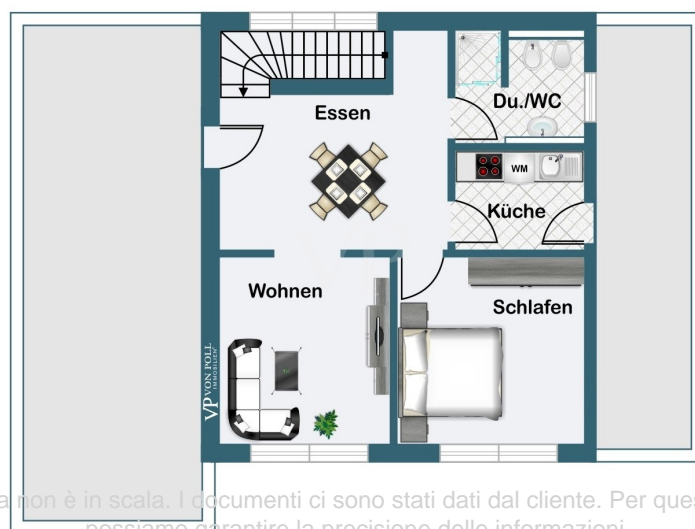 Essen
Du./WC
WM
Küche
Wohnen
Schlafen
VP VON POLL
IMMOBILIEN
non è in scala. I documenti ci sono stati dati dal cliente. Per
possiamo garantire la precisione delle informazioni